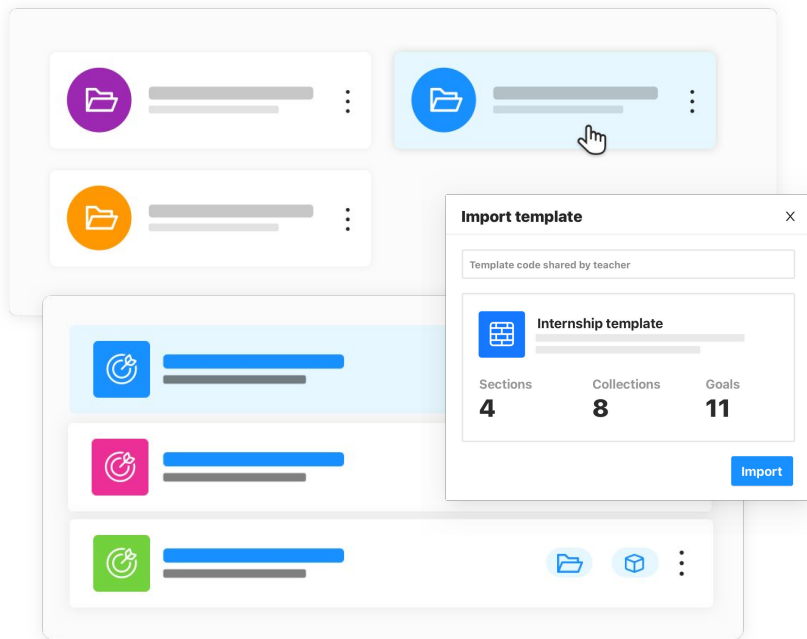 Import template
X
Template code shared by teacher
Internship template
Sections Collections Goals
4 8 11
Import